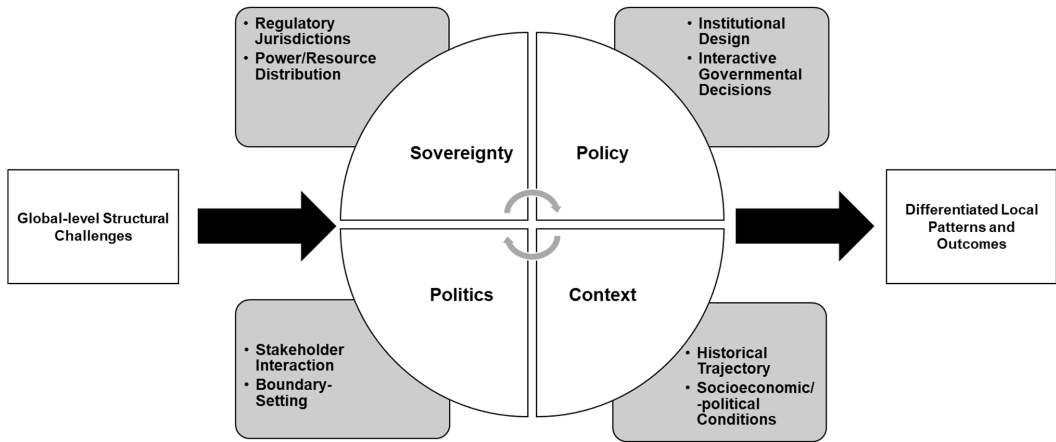 • Regulatory
Jurisdictions
• Power/Resource
Distribution
• Institutional
Design
• Interactive
Governmental
Decisions
Sovereignty
Policy
Global-level Structural
Challenges
Differentiated Local
Patterns and
Outcomes
Politics
Context
• Stakeholder
Interaction
• Boundary-
Setting
• Historical
Trajectory
• Socioeconomic/
-political
Conditions